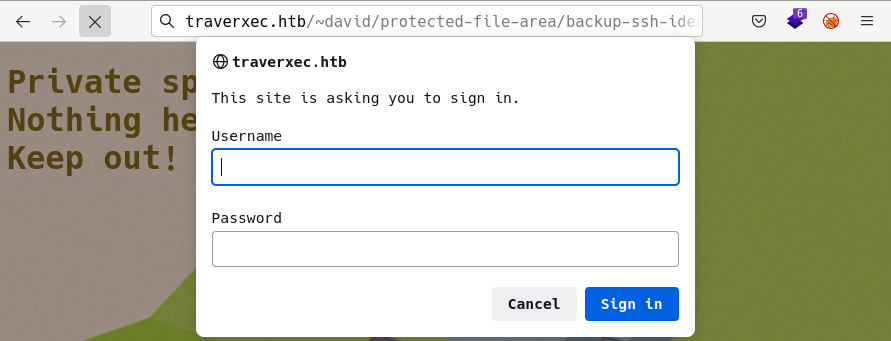 traverxec.htb/~david/protected-file-area/backup-ssh-ide
6
traverxec.htb
Private sp
This site is asking you to sign in.
Nothing he
Username
Keep out!
Password
Cancel
Sign in